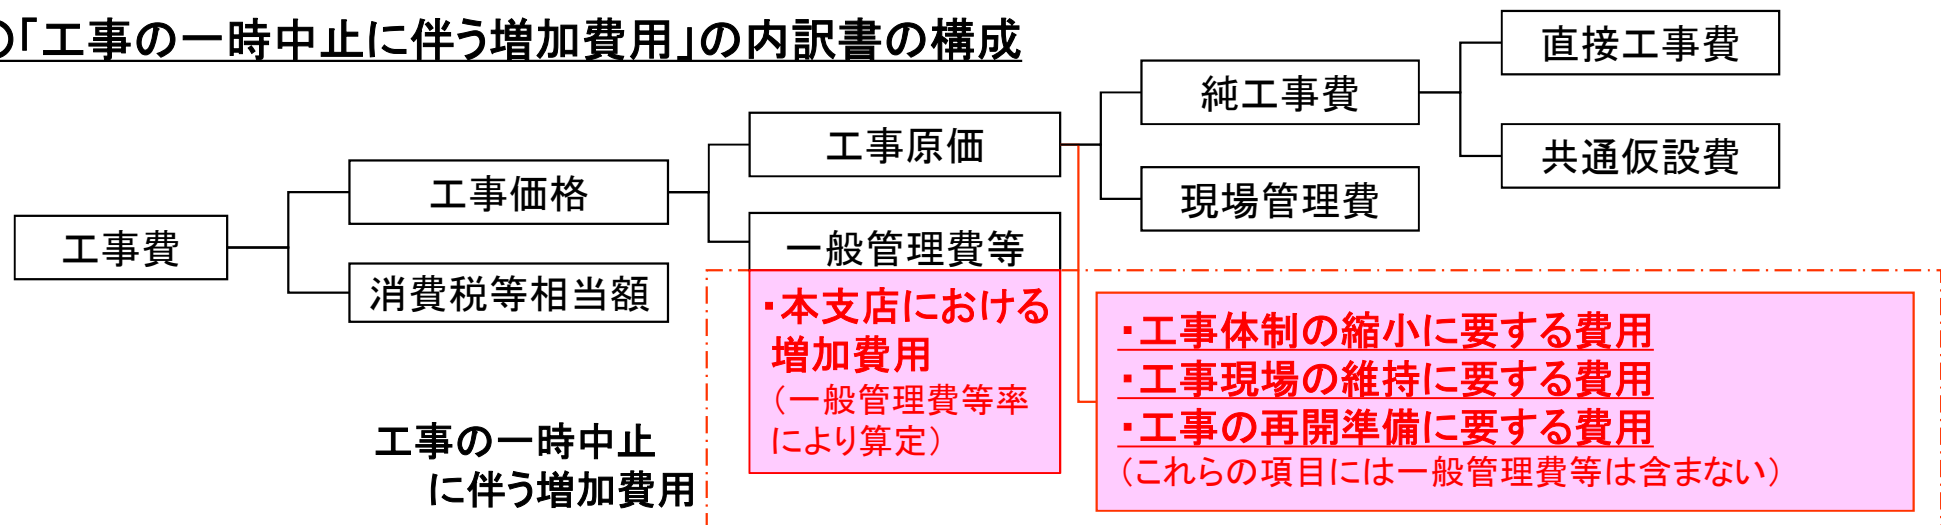 の「工事の一時中止に伴う増加費用」の内訳書の構成
工事費
工事価格
消費税等相当額
工事原価
一般管理費等
純工事費
現場管理費
直接工事費
共通仮設費
・本支店における
増加費用
（一般管理費等率
により算定）
・工事体制の縮小に要する費用
・工事現場の維持に要する費用
・工事の再開準備に要する費用
（これらの項目には一般管理費等は含まない）
工事の一時中止
に伴う増加費用